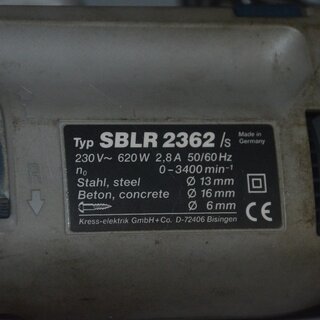 Typ SBLR 2362 /s Made in Germany
230 V~ 620 W 2,8 A 50/60 Hz
n₀ 0-3400 min⁻¹
Stahl, steel Ø 13 mm
Beton, concrete Ø 16 mm
Ø 6 mm
Kress-elektrik GmbH+Co. D-72406 Bisingen
CE